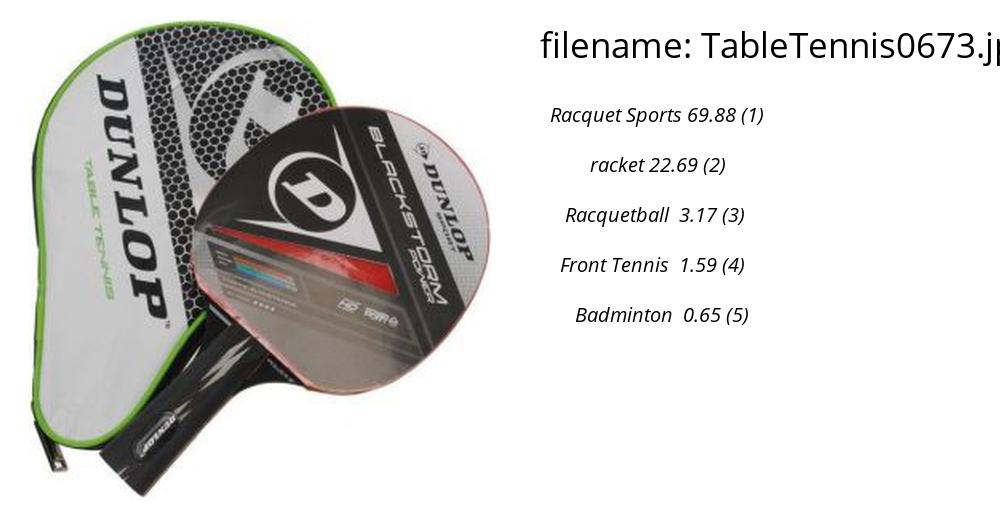 filename: TableTennis0673.jp
Racquet Sports 69.88 (1)
racket 22.69 (2)
Racquetball 3.17 (3)
Front Tennis 1.59 (4)
Badminton 0.65 (5)
DUNLOP
TABLE TENNIS
D
BLACKSTORM
POWER
DUNLOP
SPORT
DUNLOP